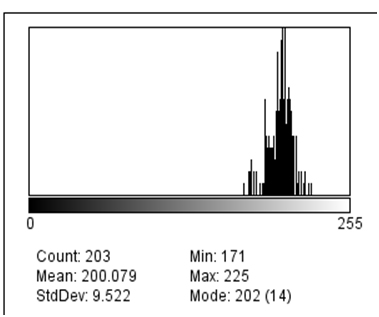 0 255
Count: 203 Min: 171
Mean: 200.079 Max: 225
StdDev: 9.522 Mode: 202 (14)